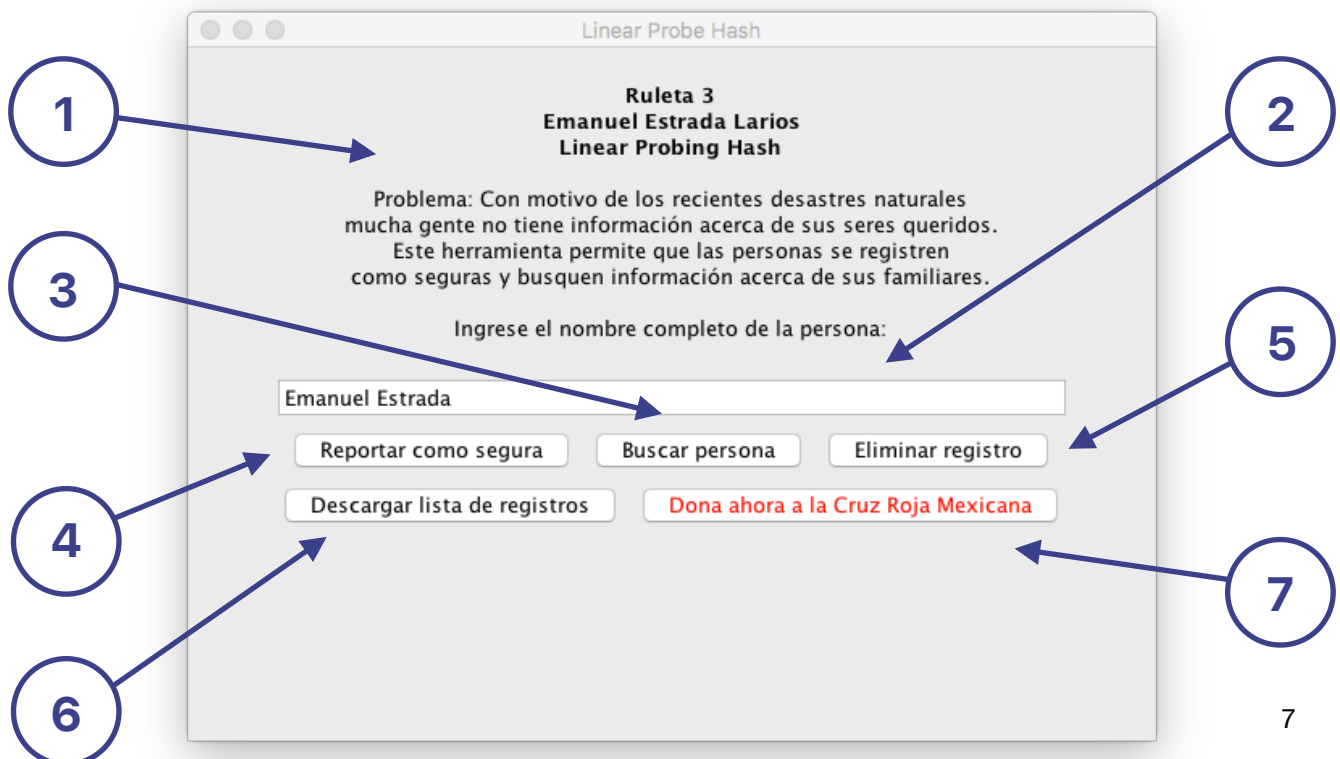 Linear Probe Hash
1
2
Ruleta 3
Emanuel Estrada Larios
Linear Probing Hash
Problema: Con motivo de los recientes desastres naturales
mucha gente no tiene información acerca de sus seres queridos.
Este herramienta permite que las personas se registren
como seguras y busquen información acerca de sus familiares.
3
Ingrese el nombre completo de la persona:
5
Emanuel Estrada
Reportar como segura
Buscar persona
Eliminar registro
Descargar lista de registros
Dona ahora a la Cruz Roja Mexicana
4
7
6
7